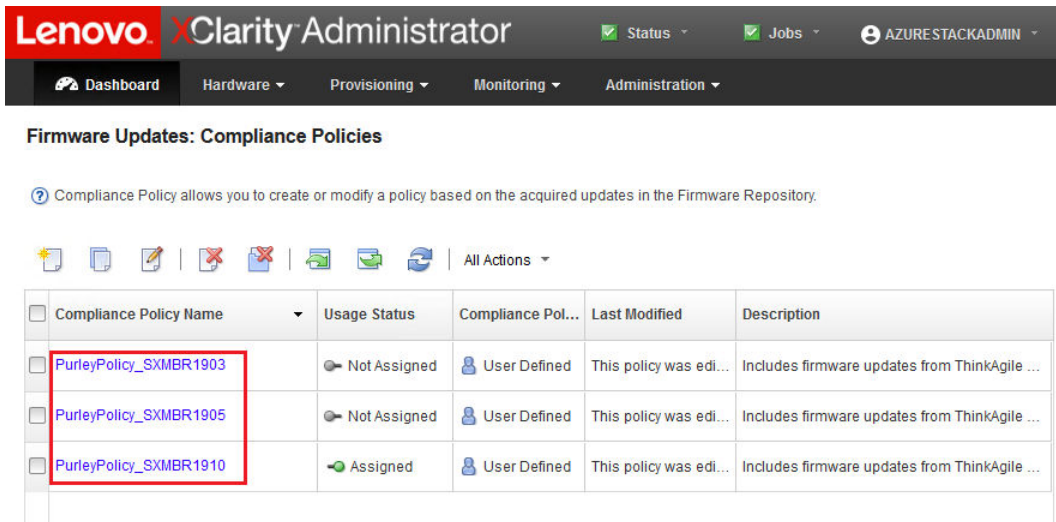 Lenovo. XClarity Administrator Status Jobs AZURESTACKADMIN
Dashboard Hardware Provisioning Monitoring Administration
Firmware Updates: Compliance Policies
? Compliance Policy allows you to create or modify a policy based on the acquired updates in the Firmware Repository.
All Actions
Compliance Policy Name Usage Status Compliance Pol... Last Modified Description
PurleyPolicy_SXMBR1903 Not Assigned User Defined This policy was edi... Includes firmware updates from ThinkAgile ...
PurleyPolicy_SXMBR1905 Not Assigned User Defined This policy was edi... Includes firmware updates from ThinkAgile ...
PurleyPolicy_SXMBR1910 Assigned User Defined This policy was edi... Includes firmware updates from ThinkAgile ...